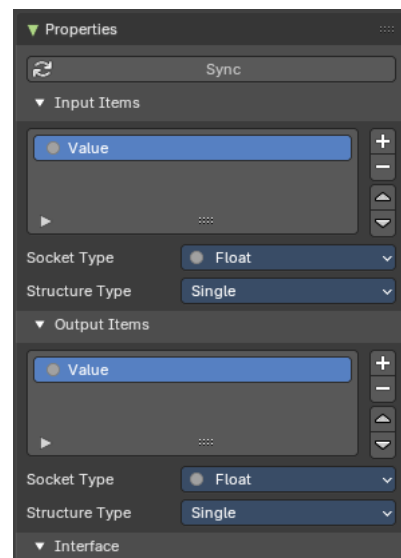 Properties
Sync
Input Items
Value
Socket Type Float
Structure Type Single
Output Items
Value
Socket Type Float
Structure Type Single
Interface